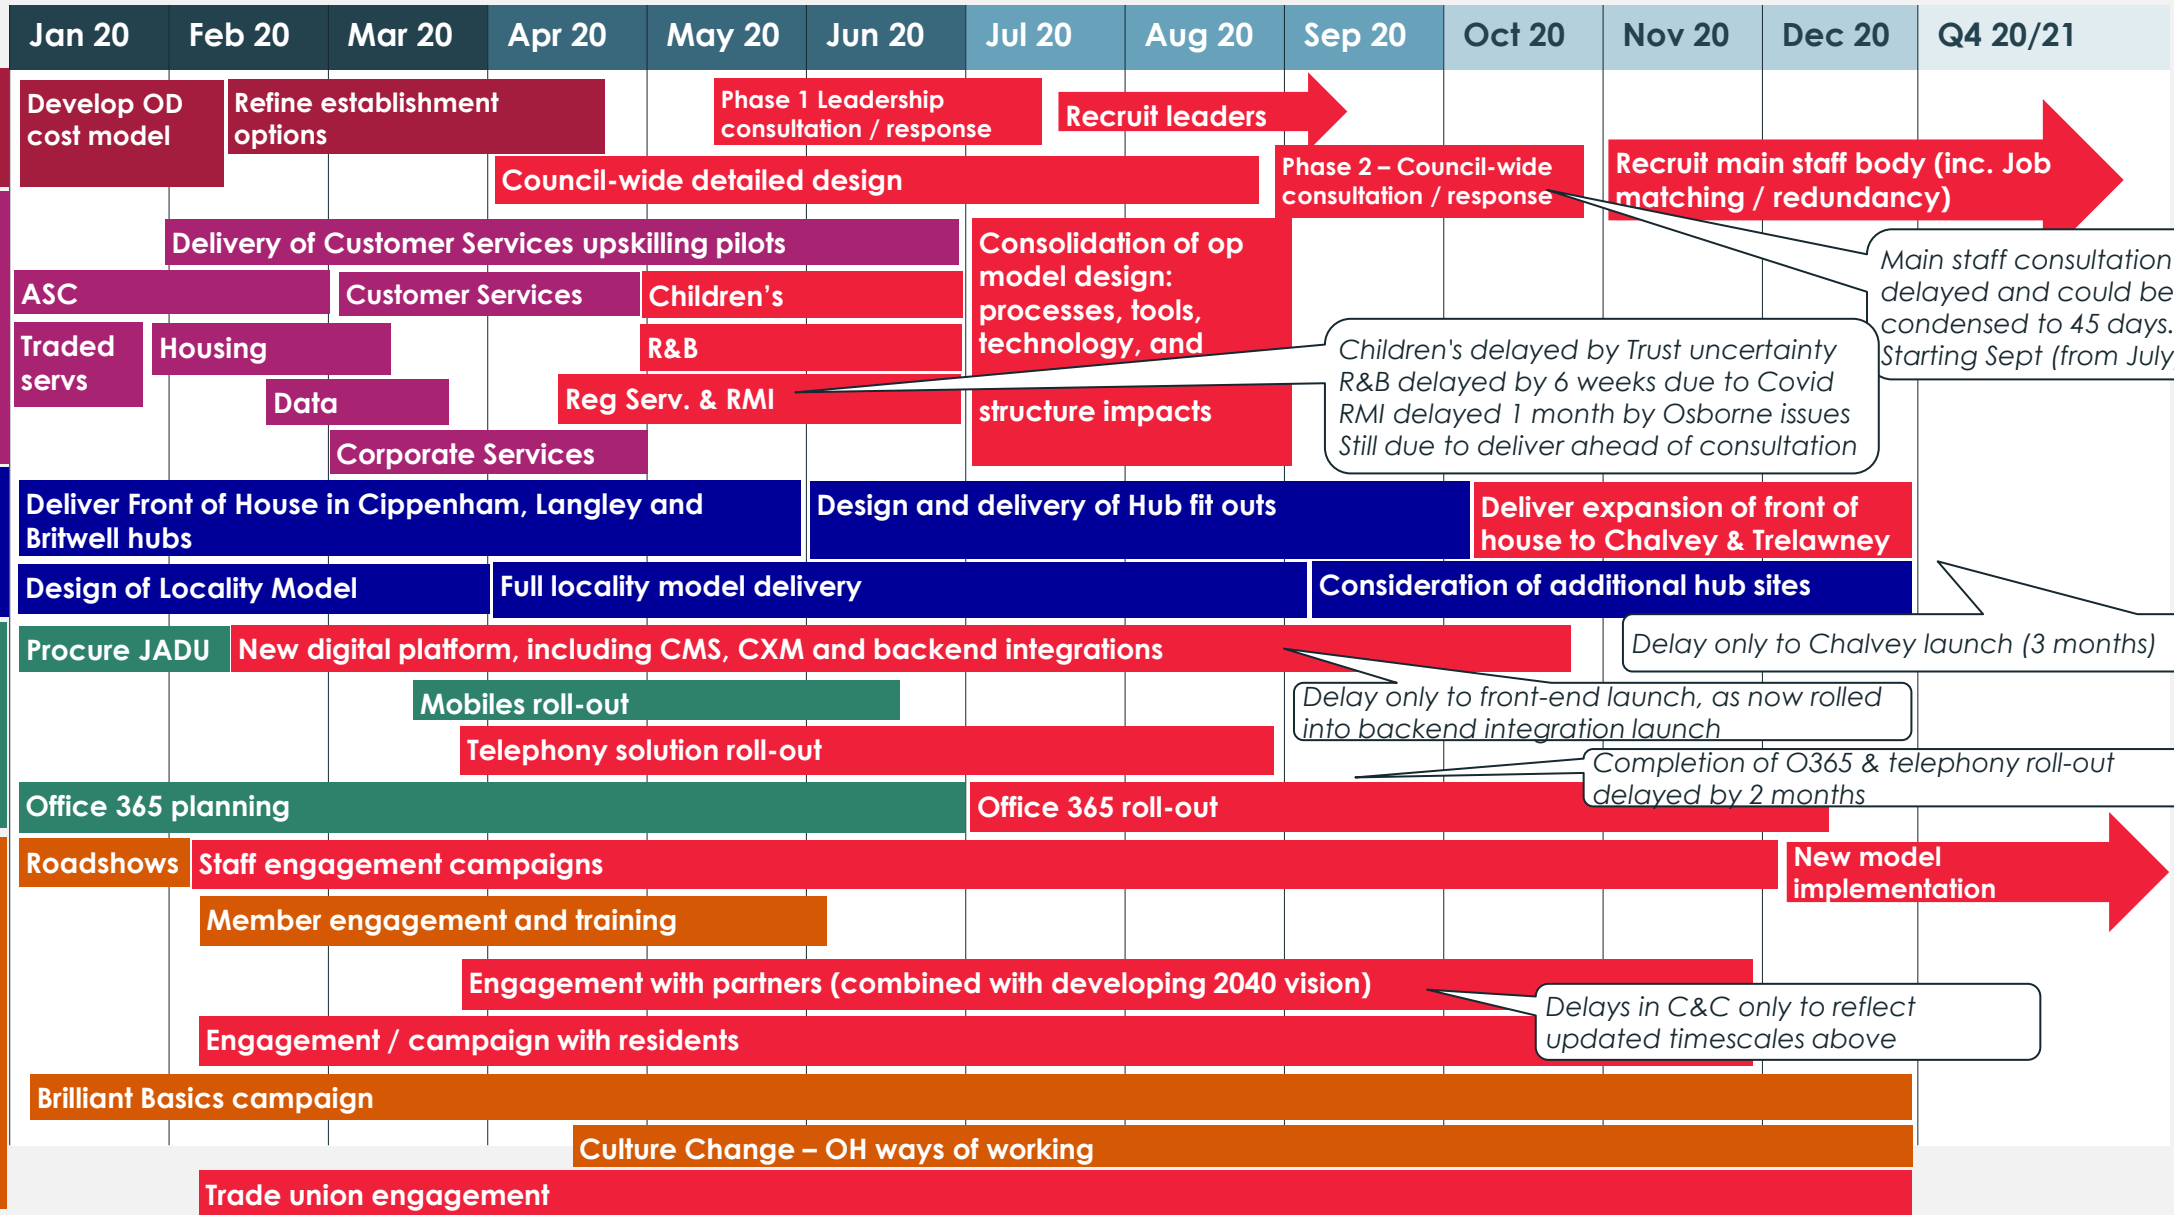 Jan 20 Feb 20 Mar 20 Apr 20 May 20 Jun 20 Jul 20 Aug 20 Sep 20 Oct 20 Nov 20 Dec 20 Q4 20/21
Develop OD
cost model
Refine establishment
options
Phase 1 Leadership
consultation / response
Recruit leaders
Council-wide detailed design
Phase 2 – Council-wide
consultation / response
Recruit main staff body (inc. Job
matching / redundancy)
Main staff consultation
delayed and could be
condensed to 45 days.
Starting Sept (from July
Delivery of Customer Services upskilling pilots
Consolidation of op
model design:
processes, tools,
technology, and
structure impacts
ASC
Customer Services
Children's
Traded
servs
Housing
R&B
Data
Reg Serv. & RMI
Corporate Services
Children's delayed by Trust uncertainty
R&B delayed by 6 weeks due to Covid
RMI delayed 1 month by Osborne issues
Still due to deliver ahead of consultation
Deliver Front of House in Cippenham, Langley and
Britwell hubs
Design and delivery of Hub fit outs
Deliver expansion of front of
house to Chalvey & Trelawney
Design of Locality Model
Full locality model delivery
Consideration of additional hub sites
Delay only to Chalvey launch (3 months)
Procure JADU
New digital platform, including CMS, CXM and backend integrations
Delay only to front-end launch, as now rolled
into backend integration launch
Mobiles roll-out
Telephony solution roll-out
Completion of O365 & telephony roll-out
delayed by 2 months
Office 365 planning
Office 365 roll-out
Roadshows
Staff engagement campaigns
New model
implementation
Member engagement and training
Engagement with partners (combined with developing 2040 vision)
Delays in C&C only to reflect
updated timescales above
Engagement / campaign with residents
Brilliant Basics campaign
Culture Change – OH ways of working
Trade union engagement